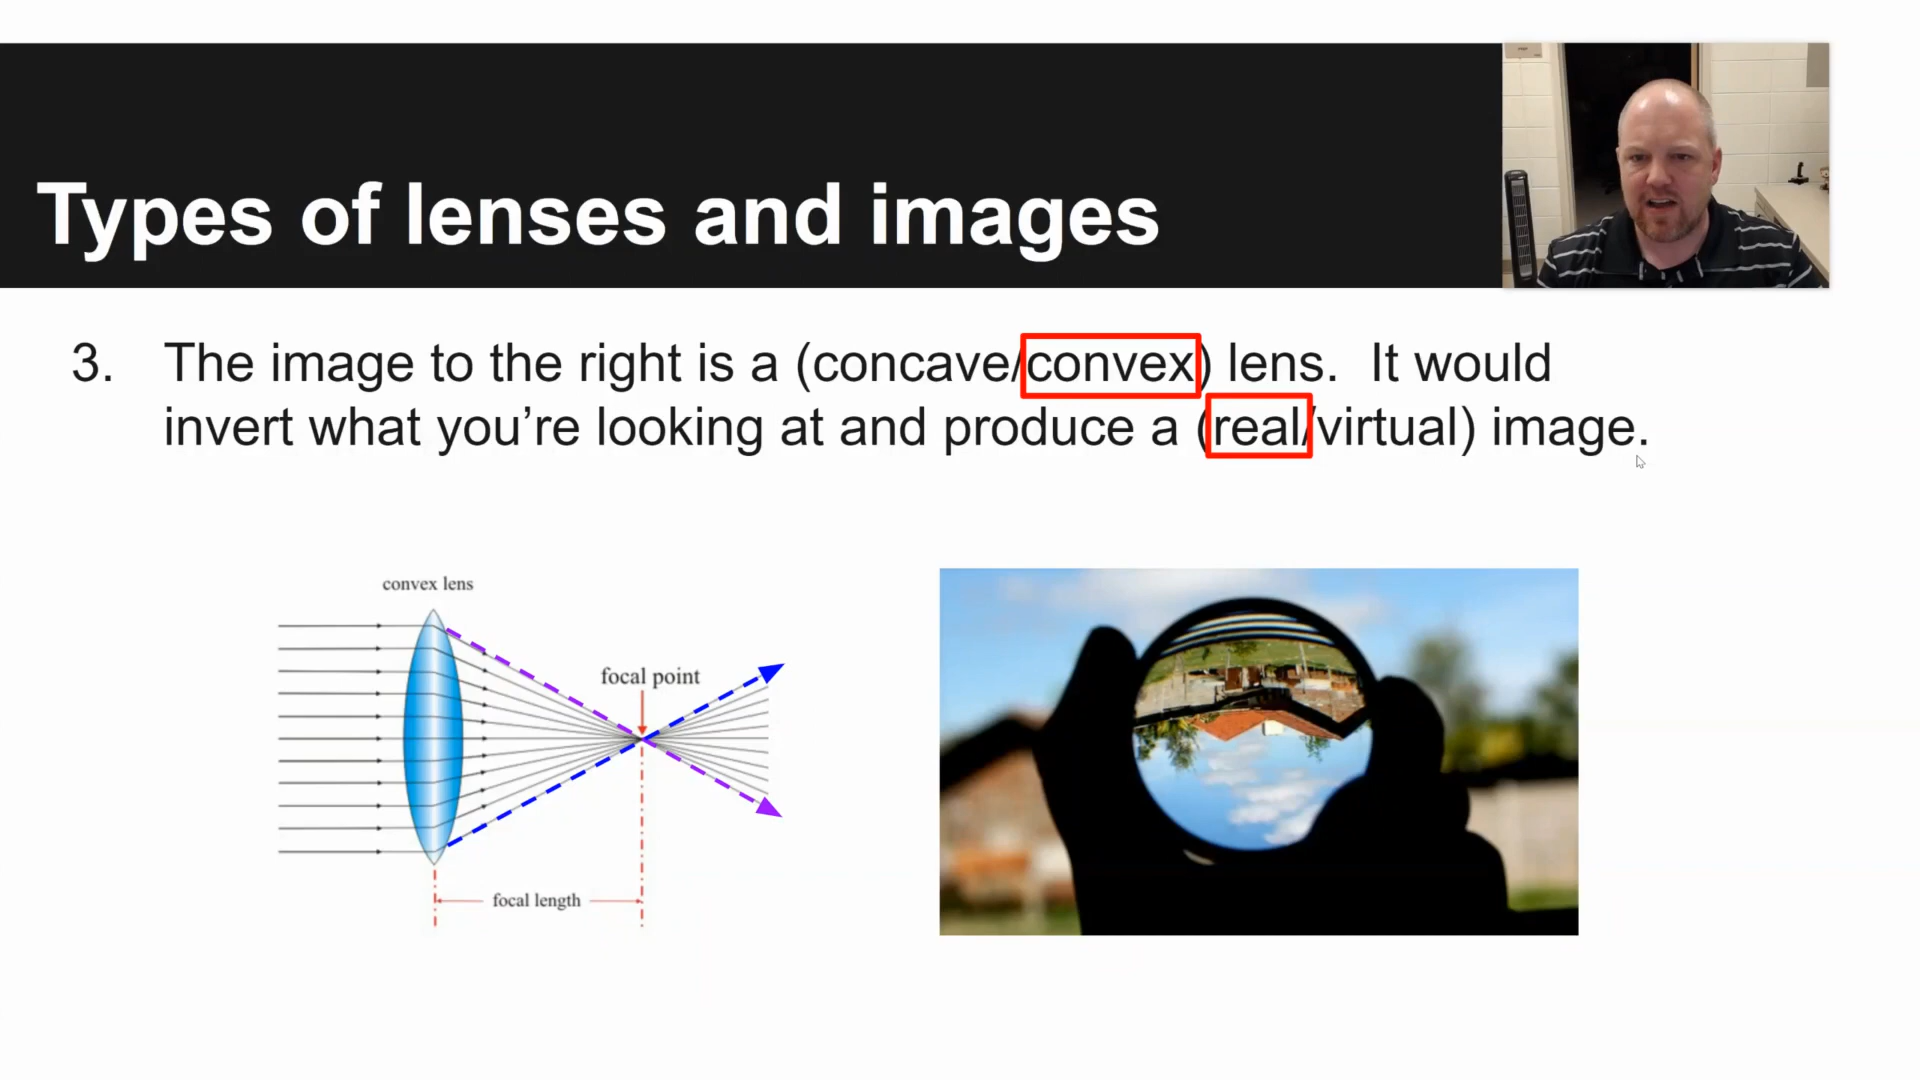 Types of lenses and images
3. The image to the right is a (concave/convex) lens. It would
invert what you're looking at and produce a (real/virtual) image.
convex lens
focal point
focal length